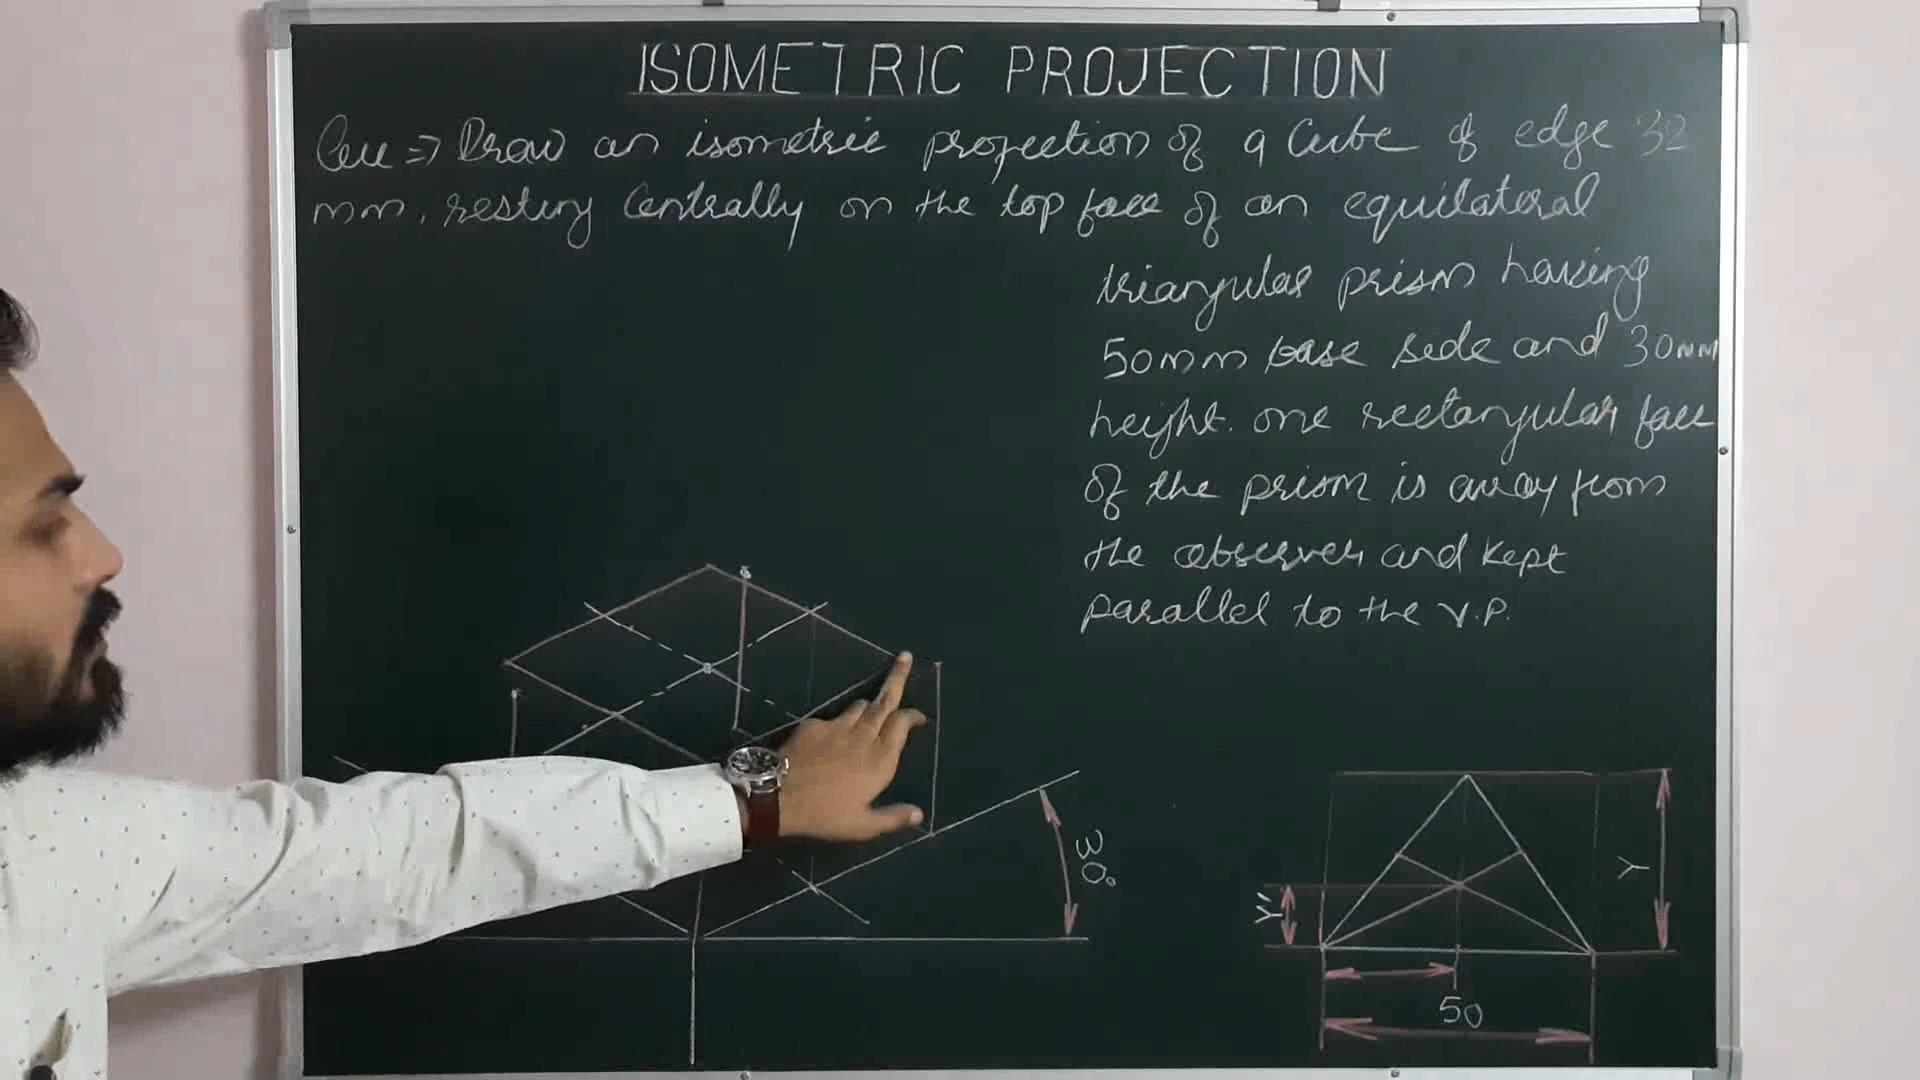 ISOMETRIC PROJECTION
Que ⇒ Draw an isometric projection of a Cube of edge 32
mm, resting Centrally on the top face of an equilateral
triangular prism having
50mm base side and 30mm
height. one rectangular face
of the prism is away from
the observer and kept
parallel to the V.P.
30°
Y
Y'
50